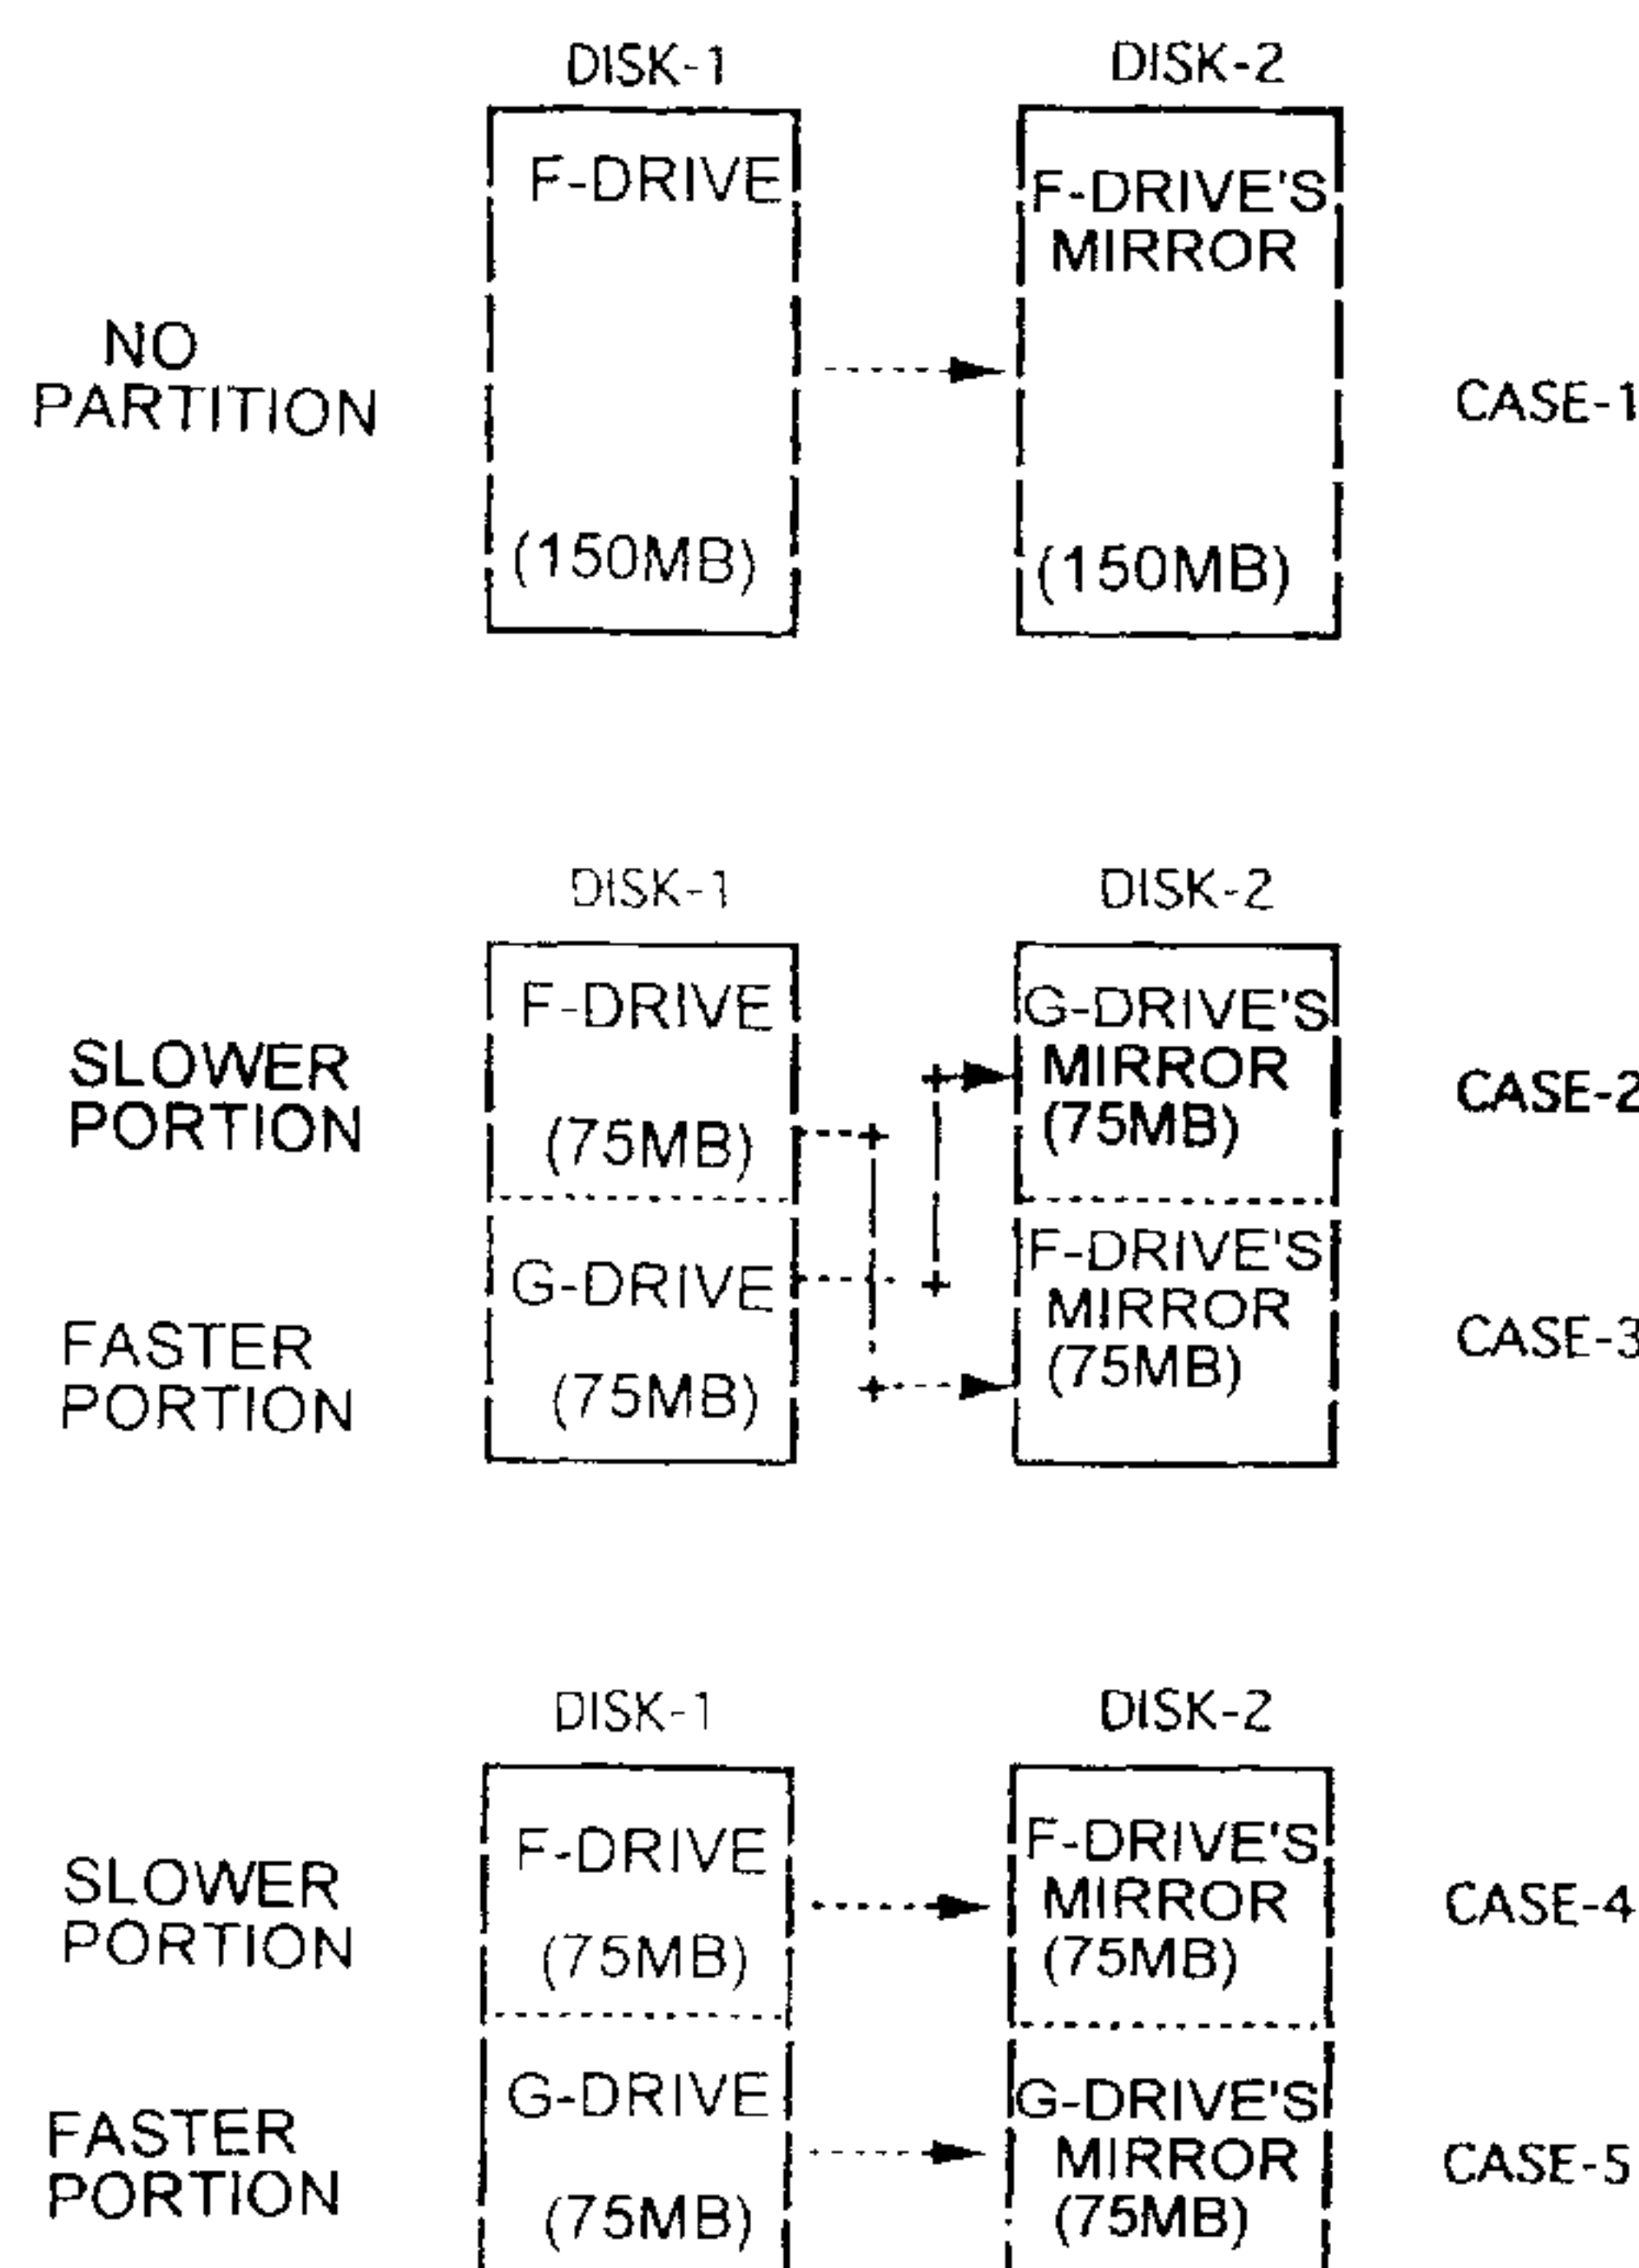 DISK-1
DISK-2
F-DRIVE
F-DRIVE'S
MIRROR
NO
PARTITION
CASE-1
(150MB)
(150MB)
DISK-1
DISK-2
F-DRIVE
G-DRIVE'S
MIRROR
(75MB)
SLOWER
PORTION
(75MB)
CASE-2
G-DRIVE
F-DRIVE'S
MIRROR
(75MB)
FASTER
PORTION
(75MB)
CASE-3
DISK-1
DISK-2
F-DRIVE
F-DRIVE'S
MIRROR
(75MB)
SLOWER
PORTION
(75MB)
CASE-4
G-DRIVE
G-DRIVE'S
MIRROR
(75MB)
FASTER
PORTION
(75MB)
CASE-5